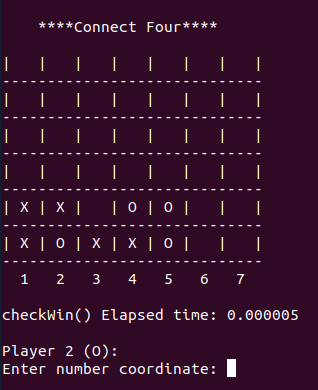 ****Connect Four****
|   |   |   |   |   |   |   |
-----------------------------
|   |   |   |   |   |   |   |
-----------------------------
|   |   |   |   |   |   |   |
-----------------------------
|   |   |   |   |   |   |   |
-----------------------------
| X | X |   | O | O |   |   |
-----------------------------
| X | O | X | X | O |   |   |
-----------------------------
  1   2   3   4   5   6   7
checkWin() Elapsed time: 0.000005
Player 2 (O):
Enter number coordinate: